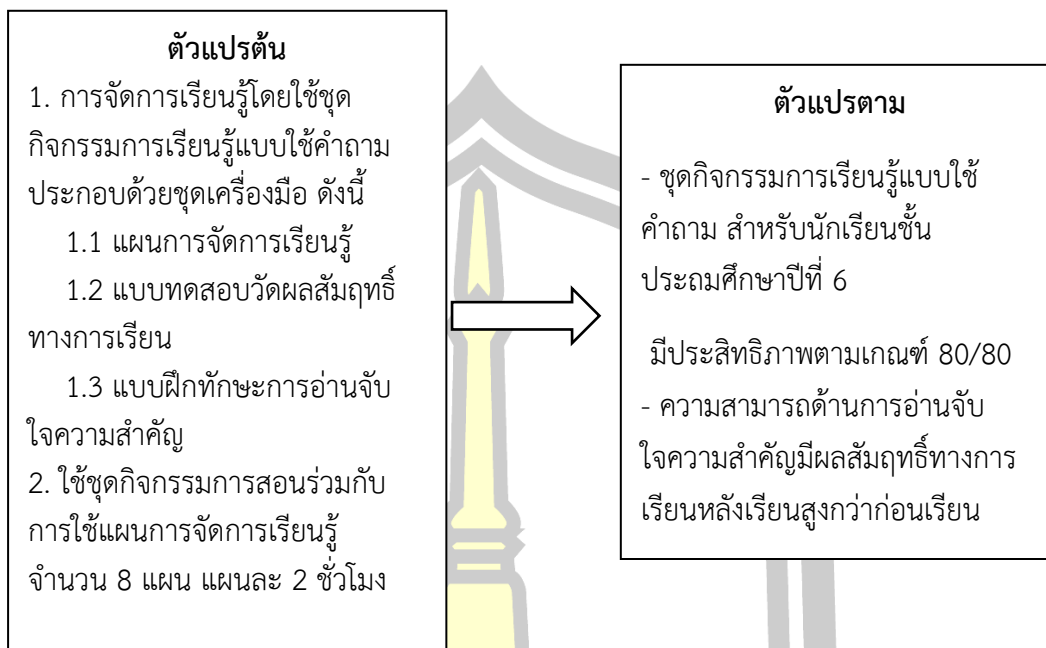 ตัวแปรต้น
1. การจัดการเรียนรู้โดยใช้ชุด
กิจกรรมการเรียนรู้แบบใช้คำถาม
ประกอบด้วยชุดเครื่องมือ ดังนี้
1.1 แผนการจัดการเรียนรู้
1.2 แบบทดสอบวัดผลสัมฤทธิ์
ทางการเรียน
1.3 แบบฝึกทักษะการอ่านจับ
ใจความสำคัญ
2. ใช้ชุดกิจกรรมการสอนร่วมกับ
การใช้แผนการจัดการเรียนรู้
จำนวน 8 แผน แผนละ 2 ชั่วโมง
ตัวแปรตาม
- ชุดกิจกรรมการเรียนรู้แบบใช้
คำถาม สำหรับนักเรียนชั้น
ประถมศึกษาปีที่ 6
มีประสิทธิภาพตามเกณฑ์ 80/80
- ความสามารถด้านการอ่านจับ
ใจความสำคัญมีผลสัมฤทธิ์ทางการ
เรียนหลังเรียนสูงกว่าก่อนเรียน